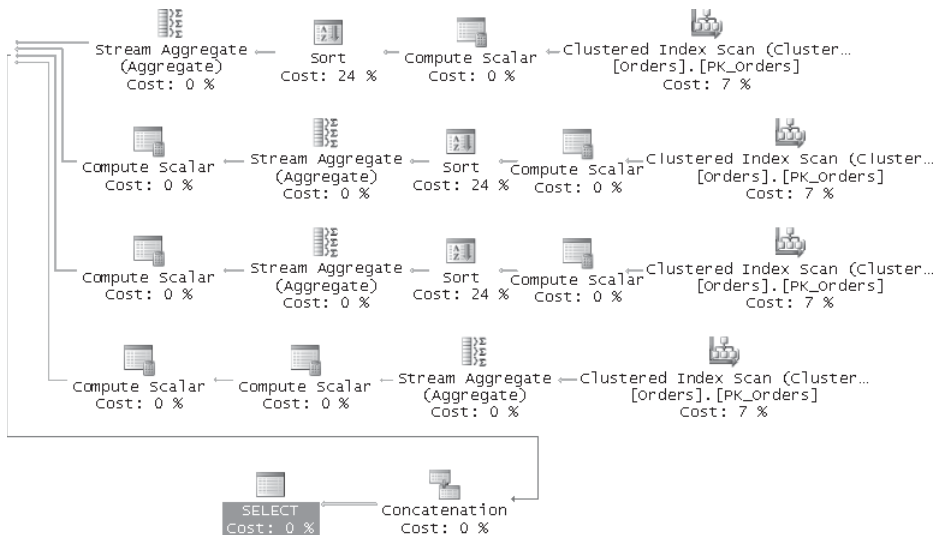 Stream Aggregate
(Aggregate)
Cost: 0 %
Sort
Cost: 24 %
Compute Scalar
Cost: 0 %
Clustered Index Scan (Cluster...
[Orders].[PK_Orders]
Cost: 7 %
Compute Scalar
Cost: 0 %
Stream Aggregate
(Aggregate)
Cost: 0 %
Sort
Cost: 24 %
Compute Scalar
Cost: 0 %
Clustered Index Scan (Cluster...
[Orders].[PK_Orders]
Cost: 7 %
Compute Scalar
Cost: 0 %
Stream Aggregate
(Aggregate)
Cost: 0 %
Sort
Cost: 24 %
Compute Scalar
Cost: 0 %
Clustered Index Scan (Cluster...
[Orders].[PK_Orders]
Cost: 7 %
Compute Scalar
Cost: 0 %
Compute Scalar
Cost: 0 %
Stream Aggregate
(Aggregate)
Cost: 0 %
Clustered Index Scan (Cluster...
[Orders].[PK_Orders]
Cost: 7 %
SELECT
Cost: 0 %
Concatenation
Cost: 0 %